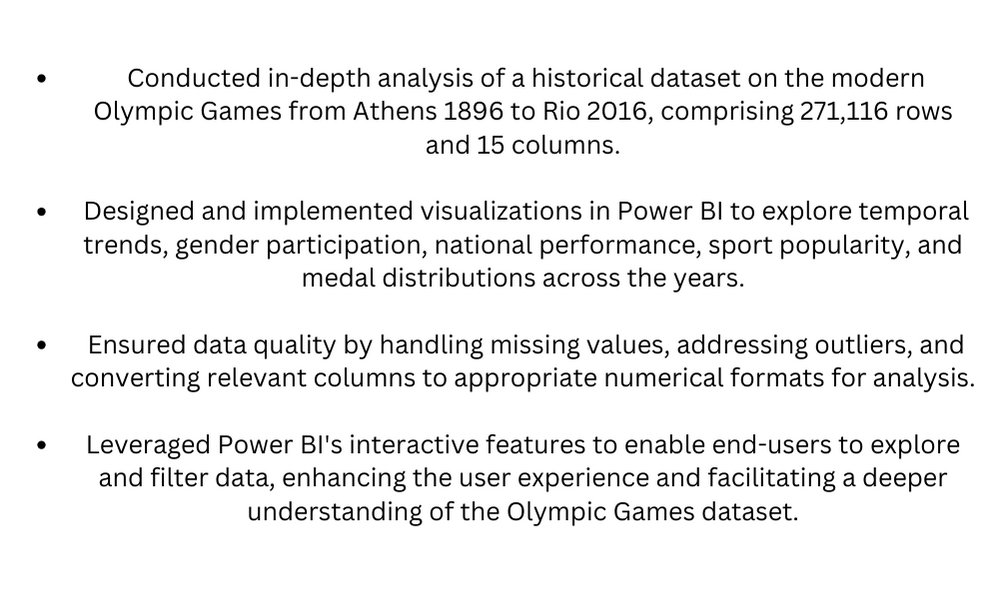 • Conducted in-depth analysis of a historical dataset on the modern
Olympic Games from Athens 1896 to Rio 2016, comprising 271,116 rows
and 15 columns.
• Designed and implemented visualizations in Power BI to explore temporal
trends, gender participation, national performance, sport popularity, and
medal distributions across the years.
• Ensured data quality by handling missing values, addressing outliers, and
converting relevant columns to appropriate numerical formats for analysis.
• Leveraged Power BI's interactive features to enable end-users to explore
and filter data, enhancing the user experience and facilitating a deeper
understanding of the Olympic Games dataset.